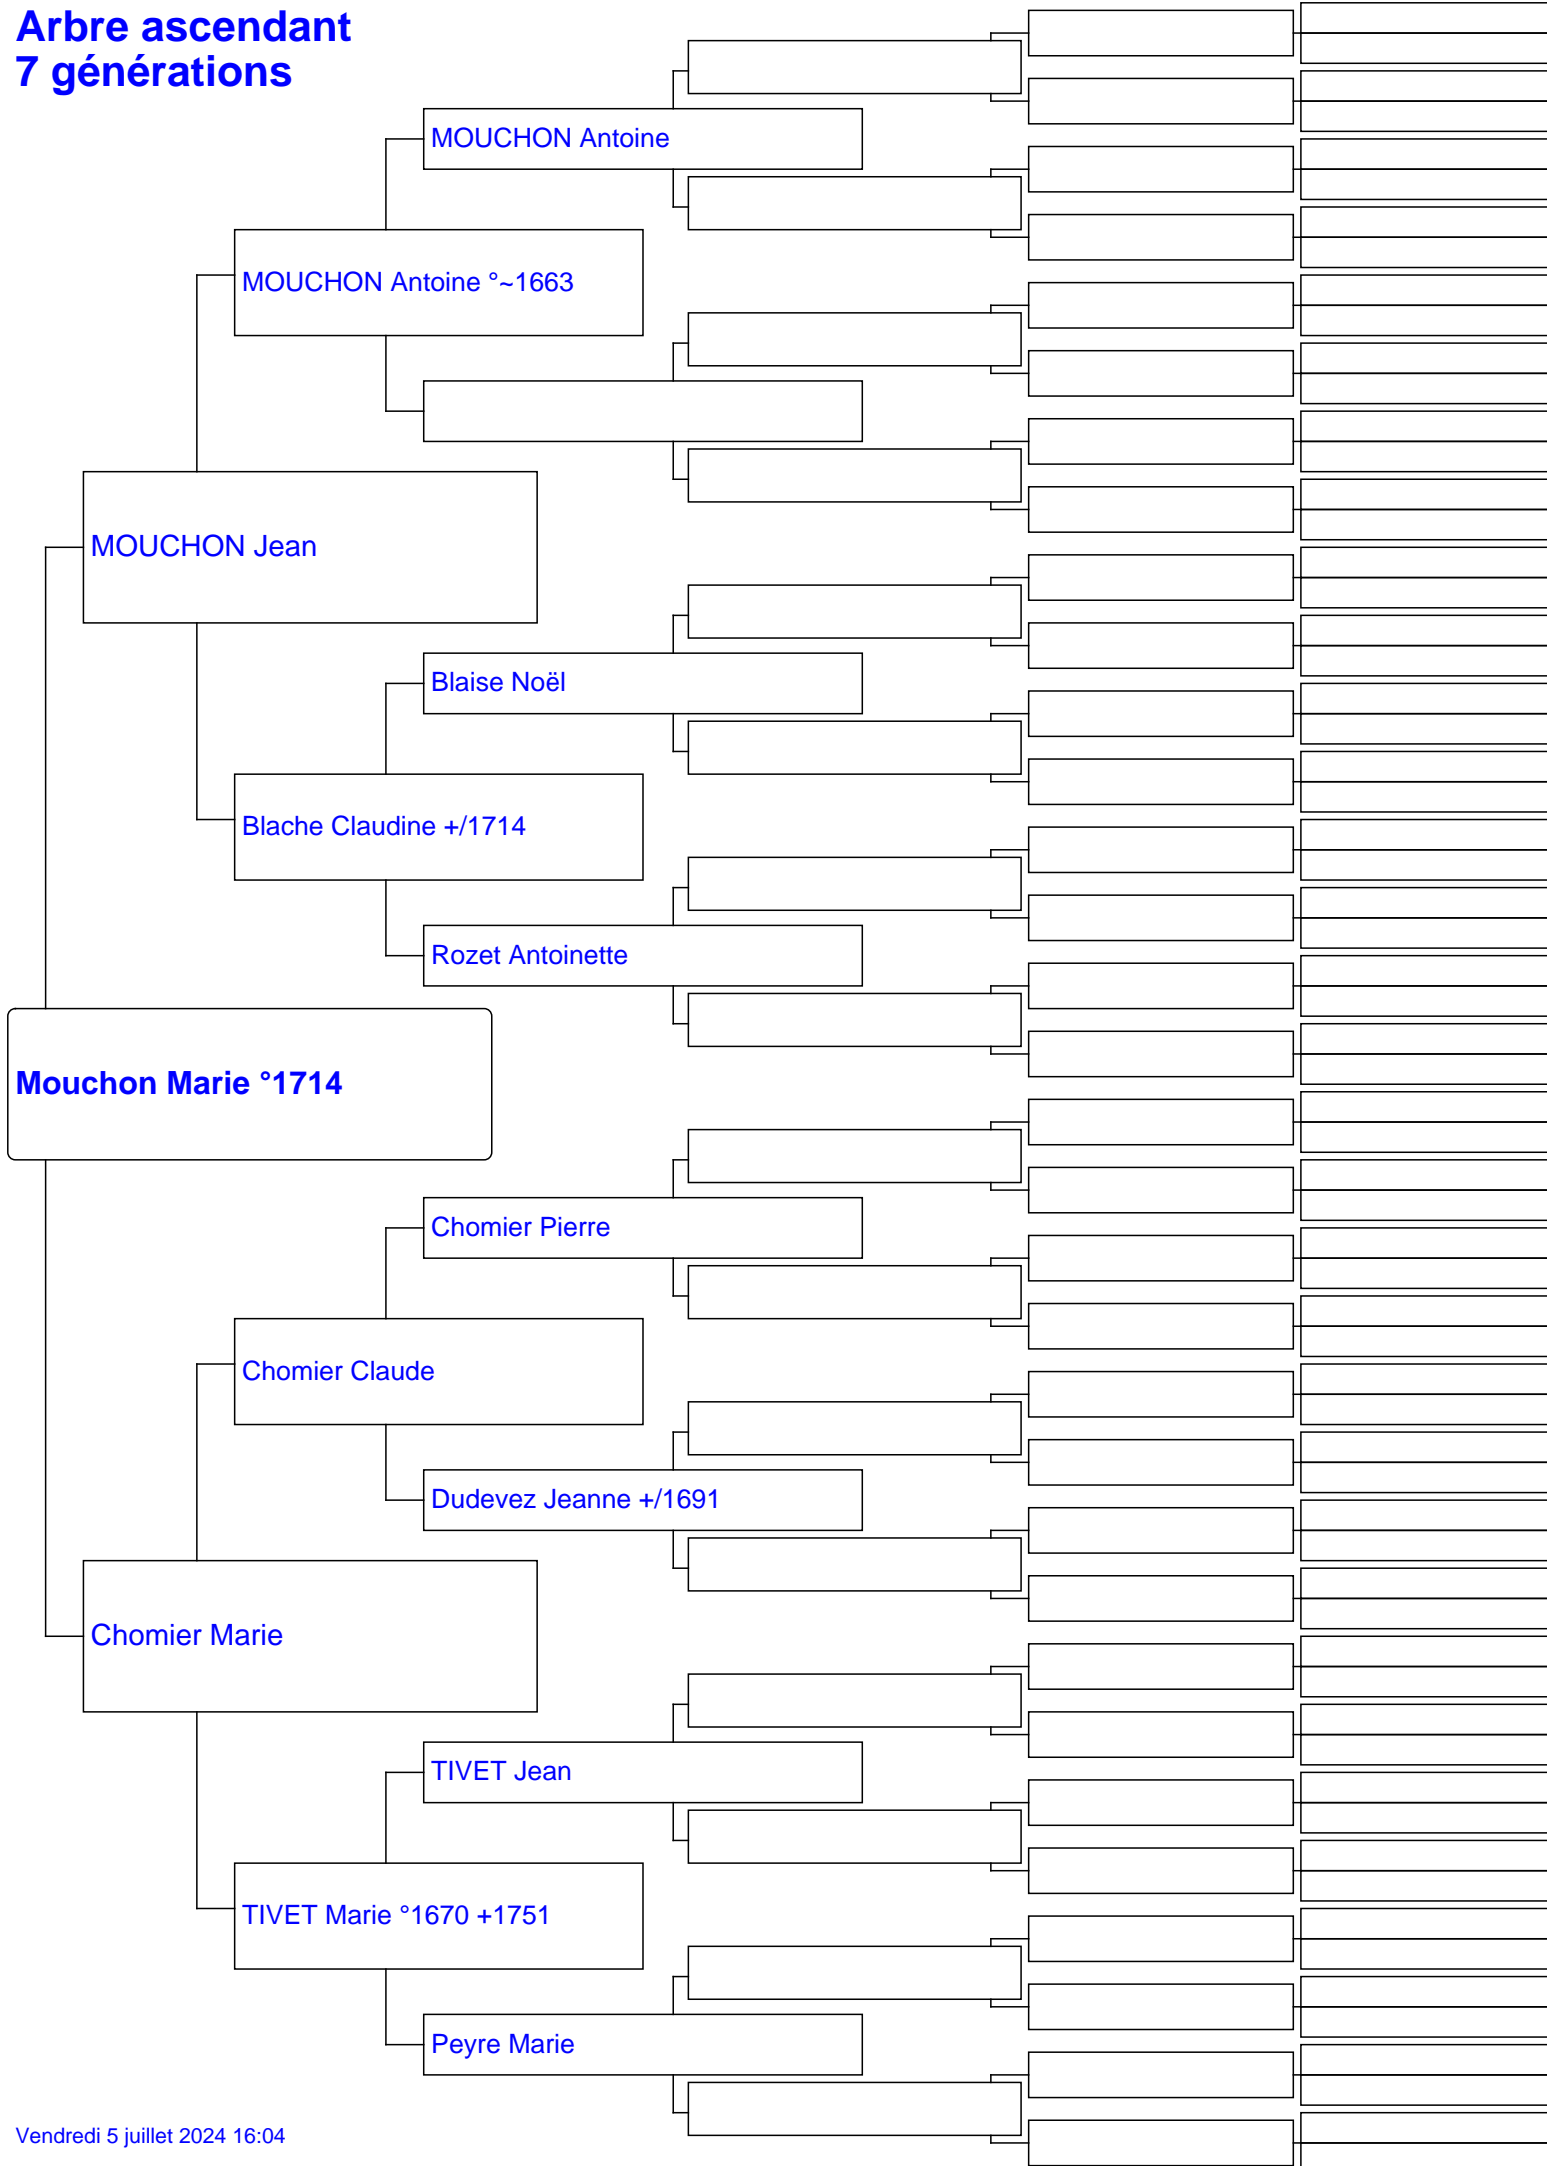 Arbre ascendant
7 générations
MOUCHON Antoine
MOUCHON Antoine °~1663
MOUCHON Jean
Blaise Noël
Blache Claudine +/1714
Rozet Antoinette
Mouchon Marie °1714
Chomier Pierre
Chomier Claude
Dudevez Jeanne +/1691
Chomier Marie
TIVET Jean
TIVET Marie °1670 +1751
Peyre Marie
Vendredi 5 juillet 2024 16:04